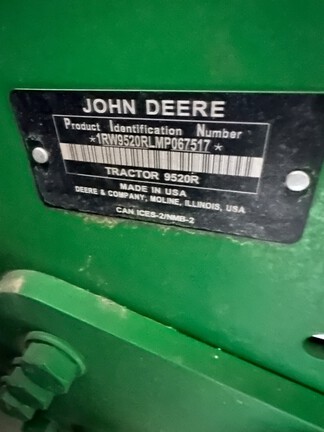 JOHN DEERE
Product Identification Number
*1RW9520RLMP067517*
TRACTOR 9520R
MADE IN USA
DEERE & COMPANY, MOLINE, ILLINOIS, USA
CAN ICES-2/NMB-2